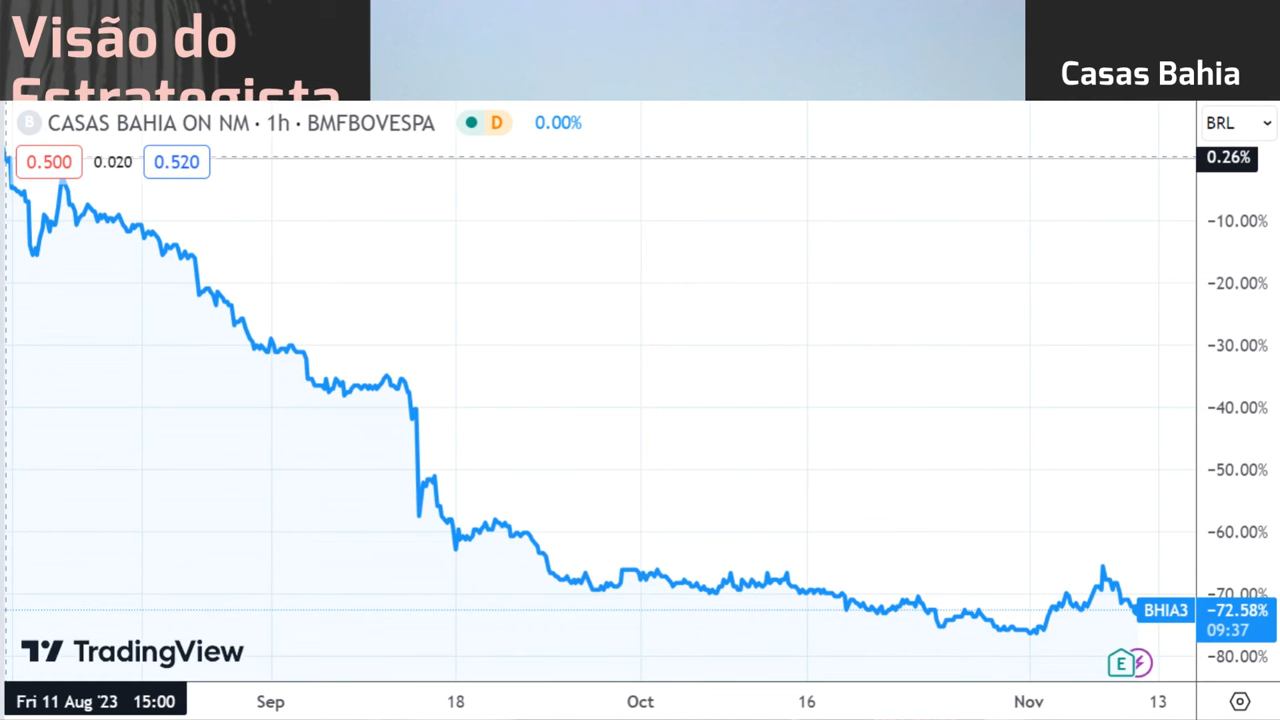 Visão do
Estrategista
Casas Bahia
B CASAS BAHIA ON NM · 1h · BMFBOVESPA D 0.00% BRL
0.500 0.020 0.520
0.26%
−10.00%
−20.00%
−30.00%
−40.00%
−50.00%
−60.00%
−70.00%
BHIA3 −72.58%
09:37
−80.00%
TradingView
E
Fri 11 Aug '23 15:00 Sep 18 Oct 16 Nov 13